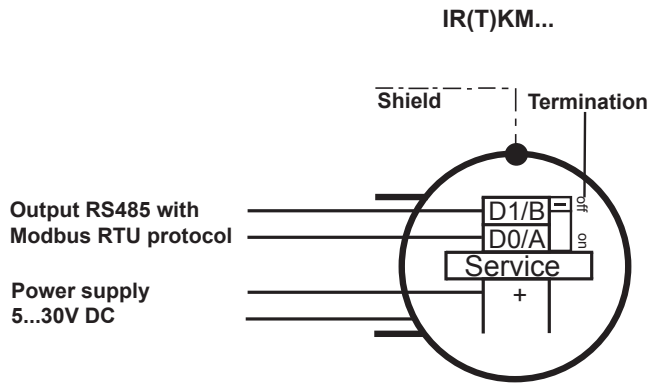 IR(T)KM...
Shield
Termination
Output RS485 with
Modbus RTU protocol
D1/B
off
D0/A
on
Service
Power supply
5...30V DC
+